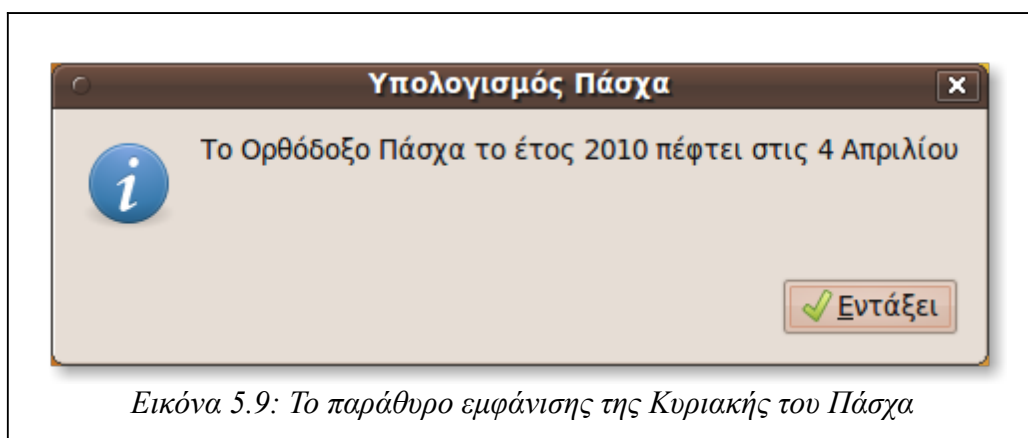 Υπολογισμός Πάσχα
Το Ορθόδοξο Πάσχα το έτος 2010 πέφτει στις 4 Απριλίου
Εντάξει
Εικόνα 5.9: Το παράθυρο εμφάνισης της Κυριακής του Πάσχα